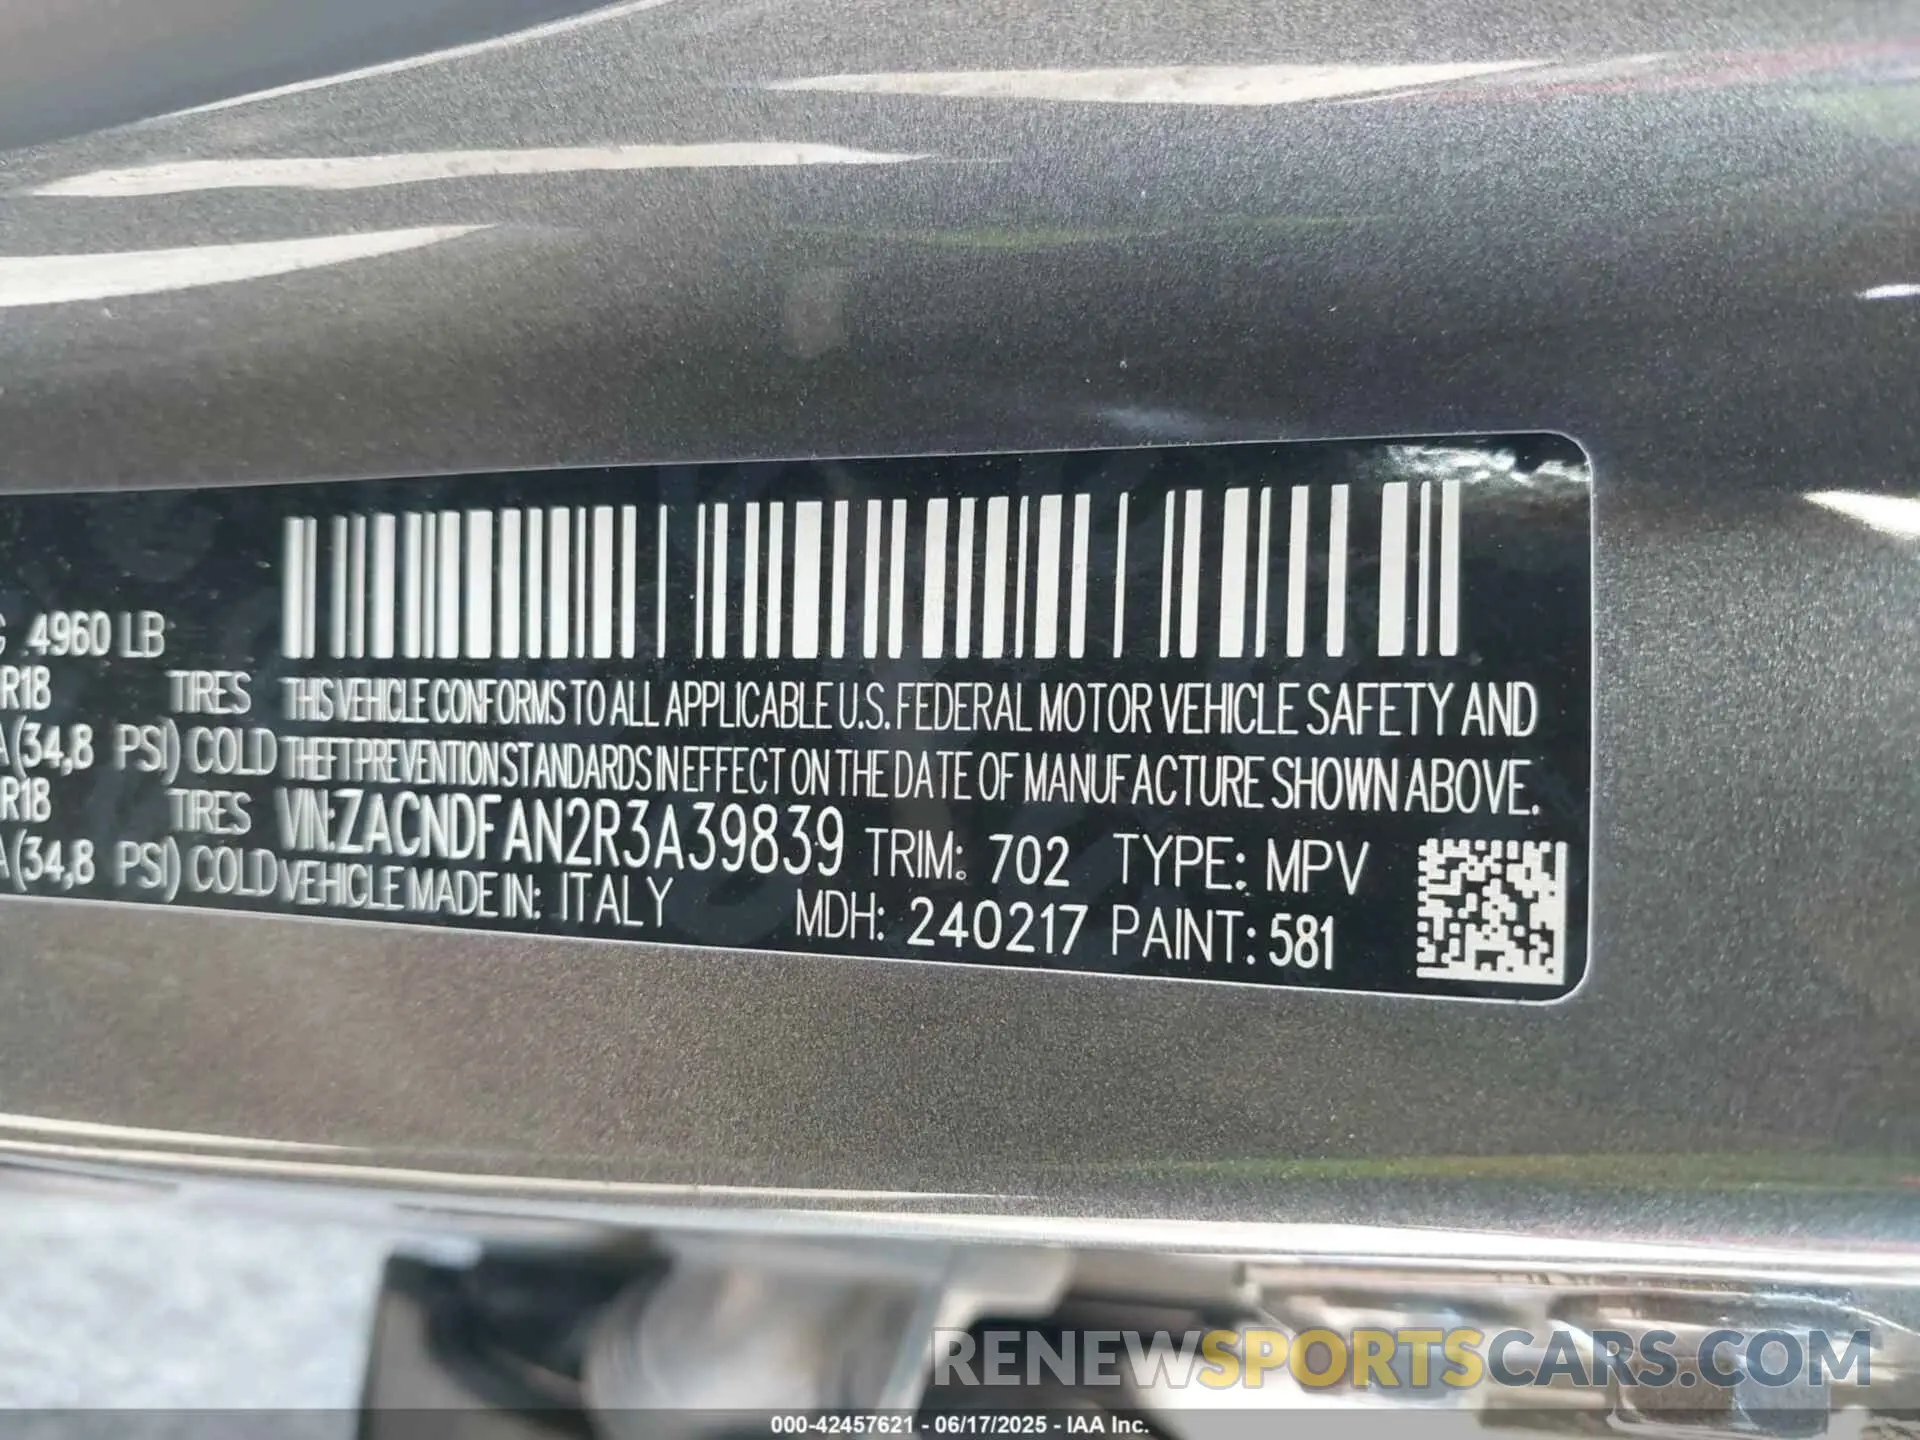 4960 LB
R18 TIRES THIS VEHICLE CONFORMS TO ALL APPLICABLE U.S. FEDERAL MOTOR VEHICLE SAFETY AND
(34,8 PSI) COLD THEFT PREVENTION STANDARDS IN EFFECT ON THE DATE OF MANUFACTURE SHOWN ABOVE.
R18 TIRES VIN:ZACNDFAN2R3A39839 TRIM: 702 TYPE: MPV
(34,8 PSI) COLD VEHICLE MADE IN: ITALY MDH: 240217 PAINT: 581
RENEWSPORTSCARS.COM
000-42457621 - 06/17/2025 - IAA Inc.